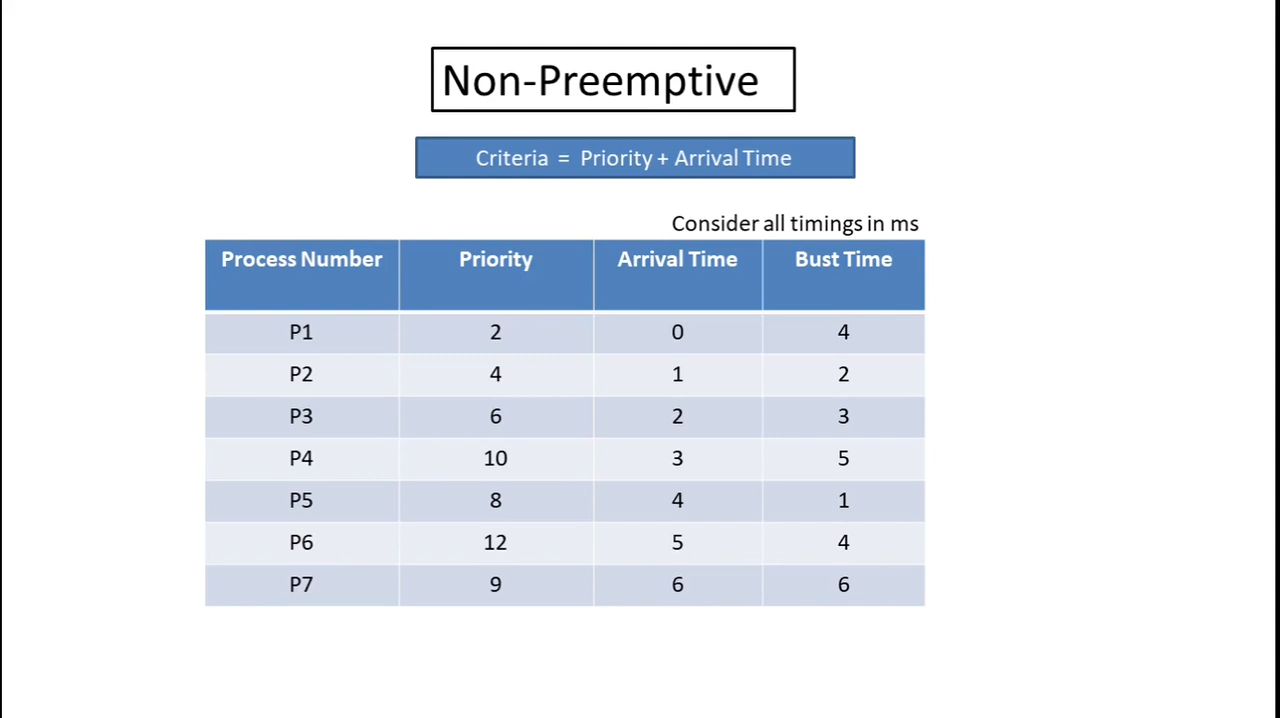 Non-Preemptive
Criteria = Priority + Arrival Time
Consider all timings in ms
Process Number Priority Arrival Time Bust Time
P1 2 0 4
P2 4 1 2
P3 6 2 3
P4 10 3 5
P5 8 4 1
P6 12 5 4
P7 9 6 6